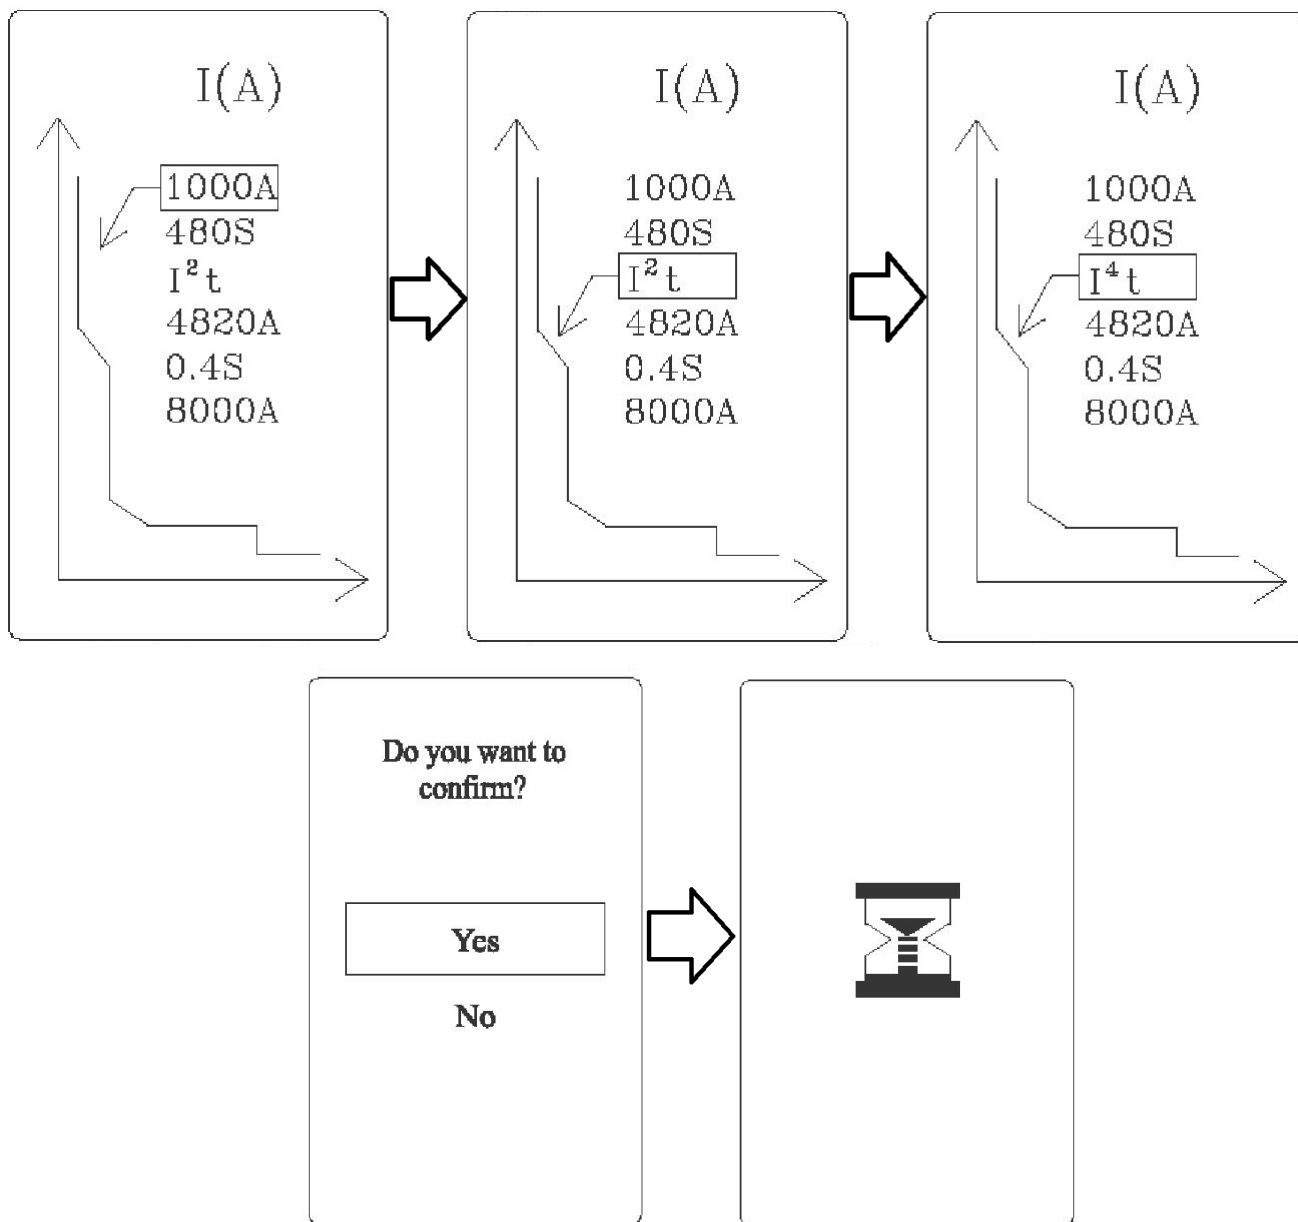 I(A)
1000A
480S
I²t
4820A
0.4S
8000A
I(A)
1000A
480S
I²t
4820A
0.4S
8000A
I(A)
1000A
480S
I⁴t
4820A
0.4S
8000A
Do you want to
confirm?
Yes
No